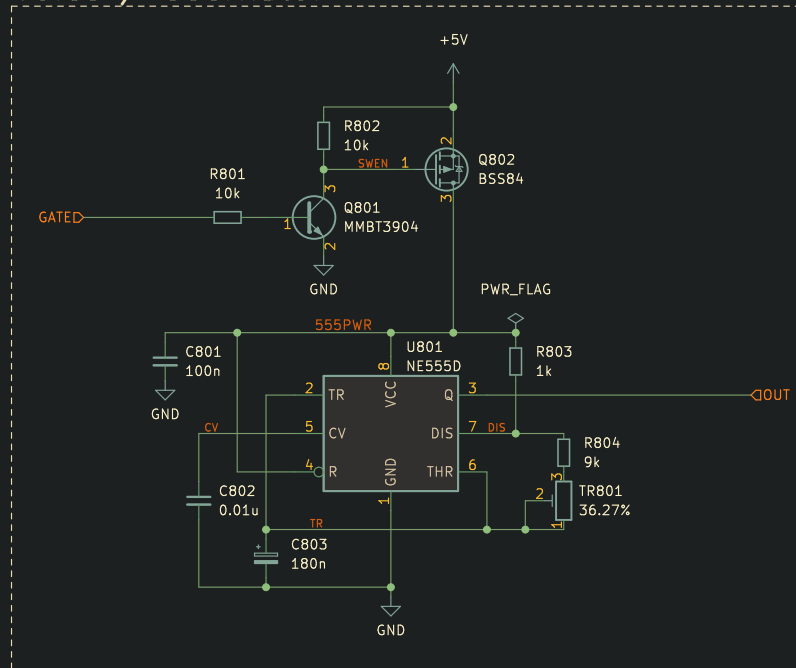 +5V
R802
10k
2
SWEN
1
Q802
BSS84
R801
10k
3
3
Q801
MMBT3904
GATE
1
2
GND
PWR_FLAG
555PWR
C801
100n
U801
NE555D
R803
1k
8
GND
2
TR
VCC
Q
3
OUT
CV
5
CV
DIS
7
DIS
R804
9k
4
R
GND
THR
6
3
C802
0.01u
1
2
TR801
36.27%
TR
1
C803
+
180n
GND